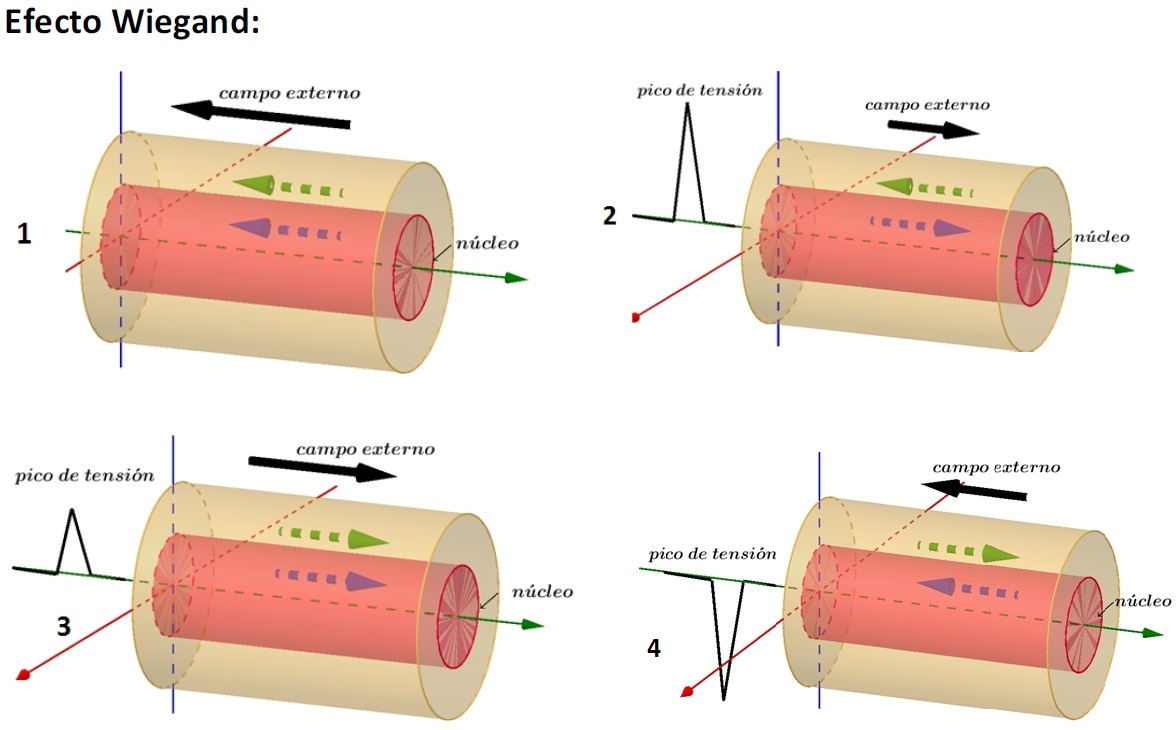 Efecto Wiegand:
campo externo
1
núcleo
pico de tensión
campo externo
2
núcleo
pico de tensión
campo externo
3
núcleo
campo externo
pico de tensión
4
núcleo